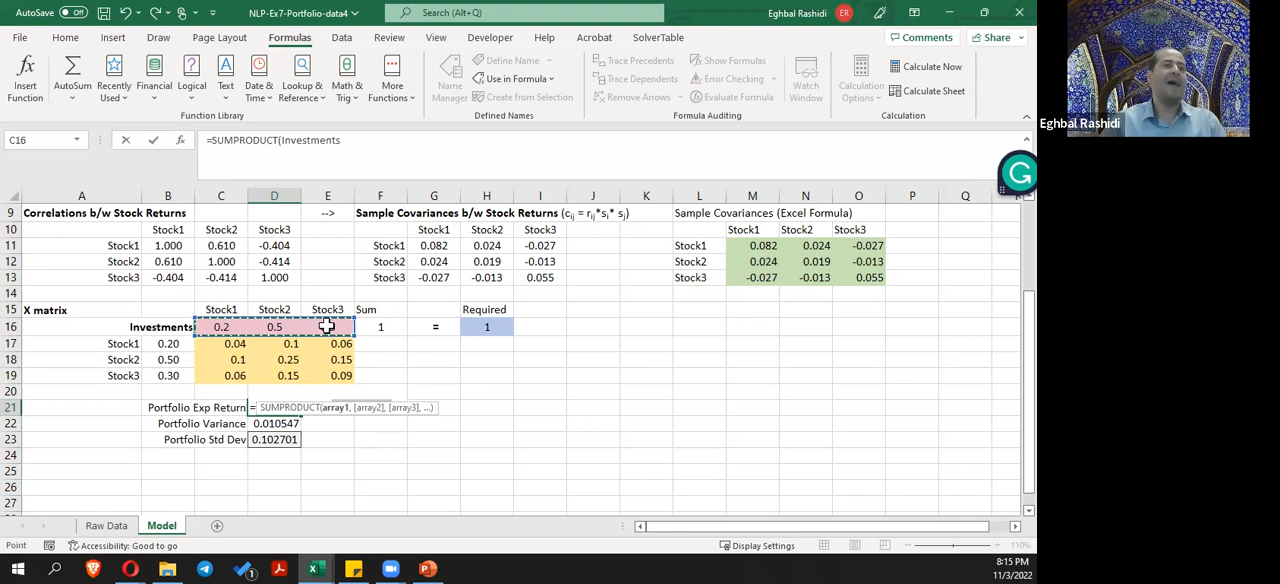 AutoSave Off NLP-Ex7-Portfolio-data4 Search (Alt+Q) Eghbal Rashidi ER
File Home Insert Draw Page Layout Formulas Data Review View Developer Help Acrobat SolverTable Comments Share
Insert Function
AutoSum
Recently Used
Financial
Logical
Text
Date & Time
Lookup & Reference
Math & Trig
More Functions
Function Library
Name Manager
Define Name
Use in Formula
Create from Selection
Defined Names
Trace Precedents
Trace Dependents
Remove Arrows
Show Formulas
Error Checking
Evaluate Formula
Formula Auditing
Watch Window
Calculation Options
Calculate Now
Calculate Sheet
Calculation
Eghbal Rashidi
C16 fx =SUMPRODUCT(Investments
A B C D E F G H I J K L M N O P Q
9 Correlations b/w Stock Returns --> Sample Covariances b/w Stock Returns (cij = rij*si* sj) Sample Covariances (Excel Formula)
10 Stock1 Stock2 Stock3 Stock1 Stock2 Stock3 Stock1 Stock2 Stock3
11 Stock1 1.000 0.610 -0.404 Stock1 0.082 0.024 -0.027 Stock1 0.082 0.024 -0.027
12 Stock2 0.610 1.000 -0.414 Stock2 0.024 0.019 -0.013 Stock2 0.024 0.019 -0.013
13 Stock3 -0.404 -0.414 1.000 Stock3 -0.027 -0.013 0.055 Stock3 -0.027 -0.013 0.055
14
15 X matrix Stock1 Stock2 Stock3 Sum Required
16 Investments 0.2 0.5 1 = 1
17 Stock1 0.20 0.04 0.1 0.06
18 Stock2 0.50 0.1 0.25 0.15
19 Stock3 0.30 0.06 0.15 0.09
20
21 Portfolio Exp Return = SUMPRODUCT(array1, [array2], [array3], ...)
22 Portfolio Variance 0.010547
23 Portfolio Std Dev 0.102701
24
25
26
27
Raw Data Model
Point Accessibility: Good to go Display Settings 110%
8:15 PM
11/3/2022